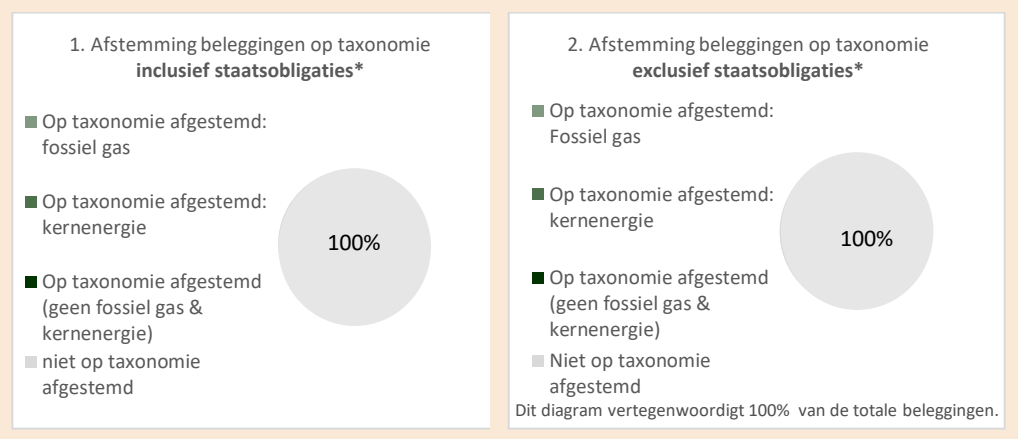 1. Afstemming beleggingen op taxonomie
inclusief staatsobligaties*
Op taxonomie afgestemd:
fossiel gas
Op taxonomie afgestemd:
kernenergie
Op taxonomie afgestemd
(geen fossiel gas &
kernenergie)
niet op taxonomie
afgestemd
100%
2. Afstemming beleggingen op taxonomie
exclusief staatsobligaties*
Op taxonomie afgestemd:
Fossiel gas
Op taxonomie afgestemd:
kernenergie
Op taxonomie afgestemd
(geen fossiel gas &
kernenergie)
Niet op taxonomie
afgestemd
100%
Dit diagram vertegenwoordigt 100% van de totale beleggingen.